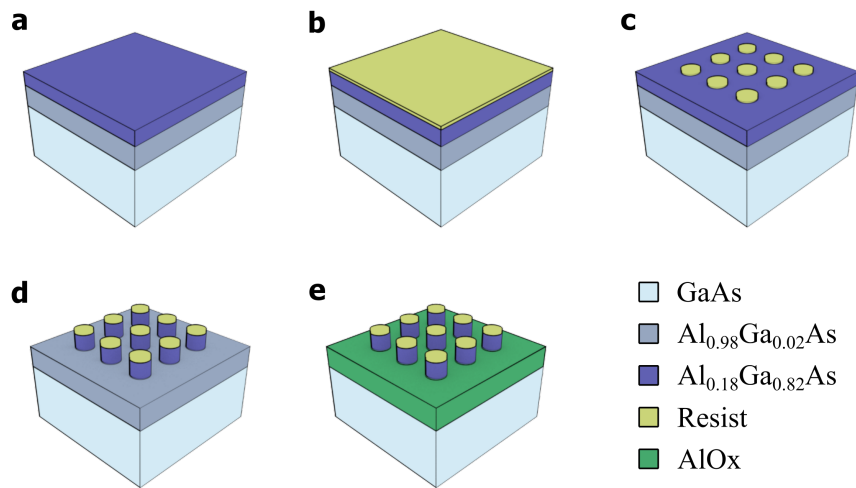 a
b
c
d
e
GaAs
Al₀.₉₈Ga₀.₀₂As
Al₀.₁₈Ga₀.₈₂As
Resist
AlOx